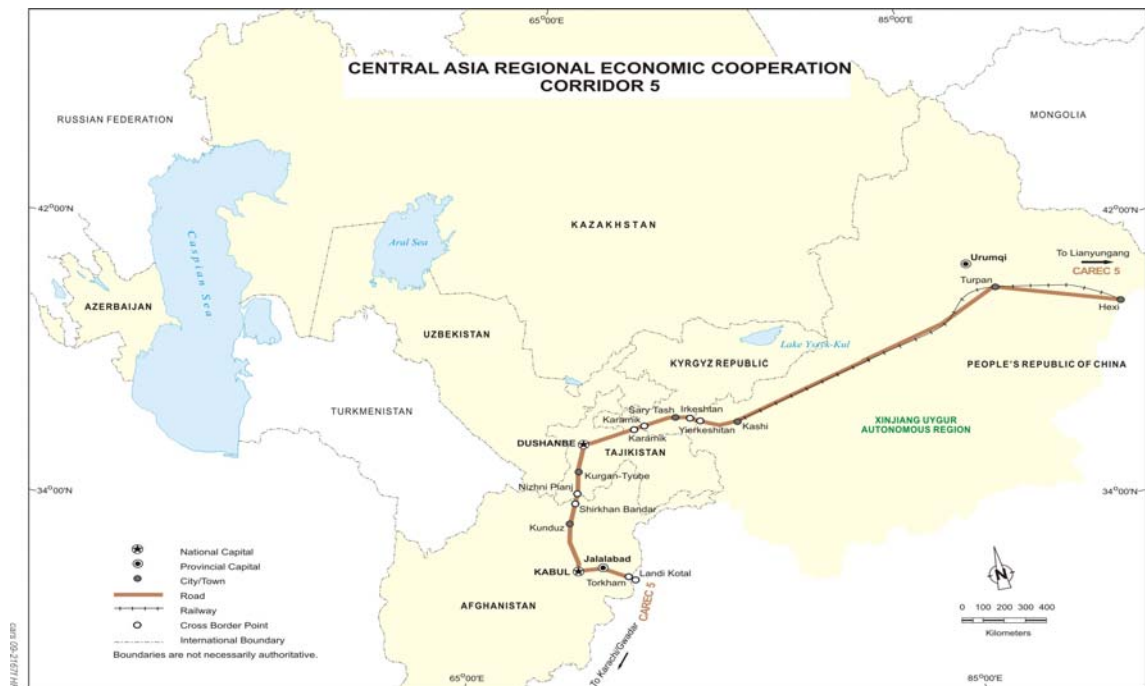 65°00'E
85°00'E
CENTRAL ASIA REGIONAL ECONOMIC COOPERATION
CORRIDOR 5
RUSSIAN FEDERATION
MONGOLIA
42°00'N
42°00'N
KAZAKHSTAN
Caspian Sea
Aral Sea
Urumqi
To Lianyungang
CAREC 5
Turpan
Hexi
AZERBAIJAN
UZBEKISTAN
Lake Ysyk-Kul
KYRGYZ REPUBLIC
PEOPLE'S REPUBLIC OF CHINA
TURKMENISTAN
Sary Tash
Irkeshtan
Karamik
Karamik
Yierkeshitan
Kashi
XINJIANG UYGUR
AUTONOMOUS REGION
DUSHANBE
TAJIKISTAN
Kurgan-Tyube
34°00'N
Nizhni Pianj
34°00'N
Shirkhan Bandar
Kunduz
Jalalabad
KABUL
Torkham
Landi Kotal
AFGHANISTAN
CAREC 5
To Karachi/Gwadar
National Capital
Provincial Capital
City/Town
Road
Railway
Cross Border Point
International Boundary
Boundaries are not necessarily authoritative.
N
0 100 200 300 400
Kilometers
65°00'E
85°00'E